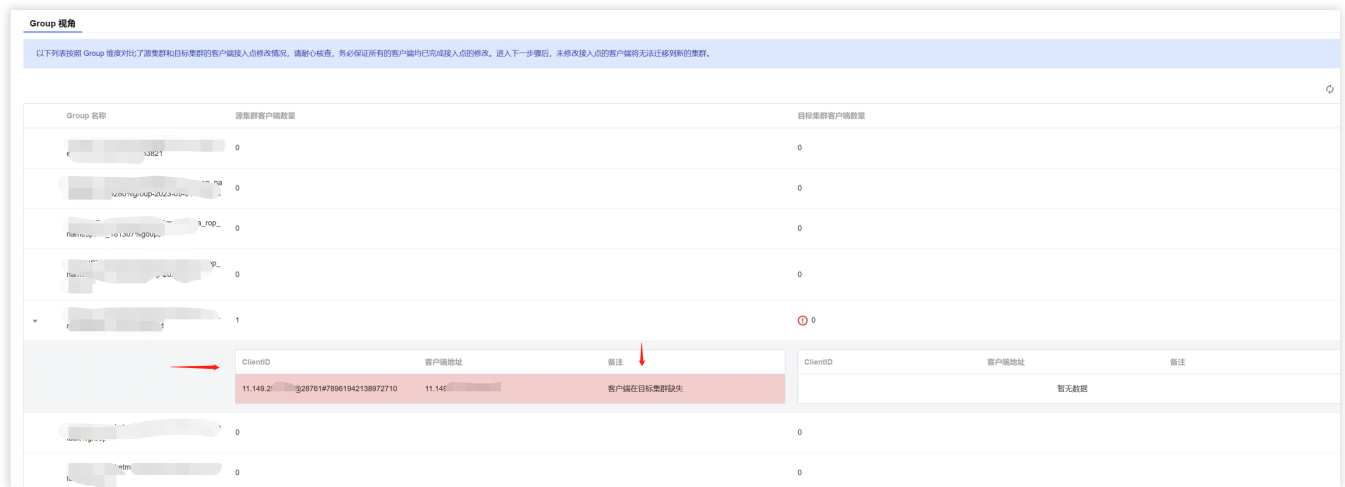 Group 视角
以下列表按照 Group 维度对比了源集群和目标集群的客户端接入点修改情况，请耐心核查，务必保证所有的客户端均已完成接入点的修改。进入下一步骤后，未修改接入点的客户端将无法迁移到新的集群。
Group 名称 源集群客户端数量 目标集群客户端数量
3821 0 0
0 0
a_rop_
0 0
0 0
1 0
ClientID 客户端地址 备注 ClientID 客户端地址 备注
11.149.2 @28761#78961942138972710 11.149 客户端在目标集群缺失 暂无数据
0 0
0 0